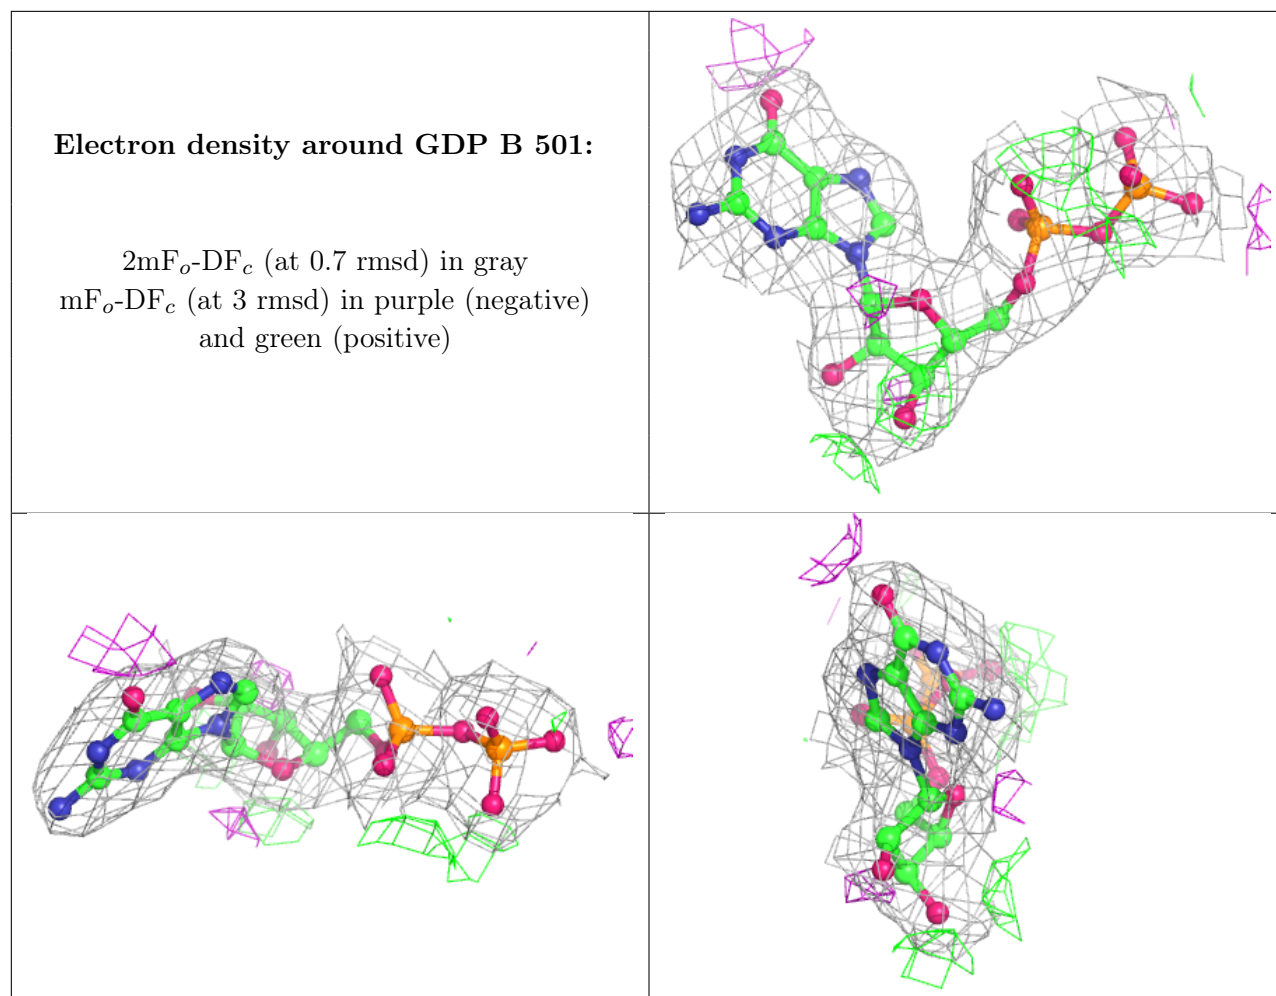 Electron density around GDP B 501:
2mFo-DFc (at 0.7 rmsd) in gray
mFo-DFc (at 3 rmsd) in purple (negative)
and green (positive)